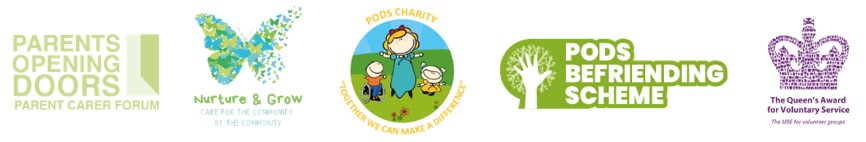 PARENTS
OPENING
DOORS
PARENT CARER FORUM
Nurture & Grow
CARE FOR THE COMMUNITY
BY THE COMMUNITY
PODS CHARITY
"TOGETHER WE CAN MAKE A DIFFERENCE"
PODS
BEFRIENDING
SCHEME
The Queen's Award
for Voluntary Service
The MBE for volunteer groups